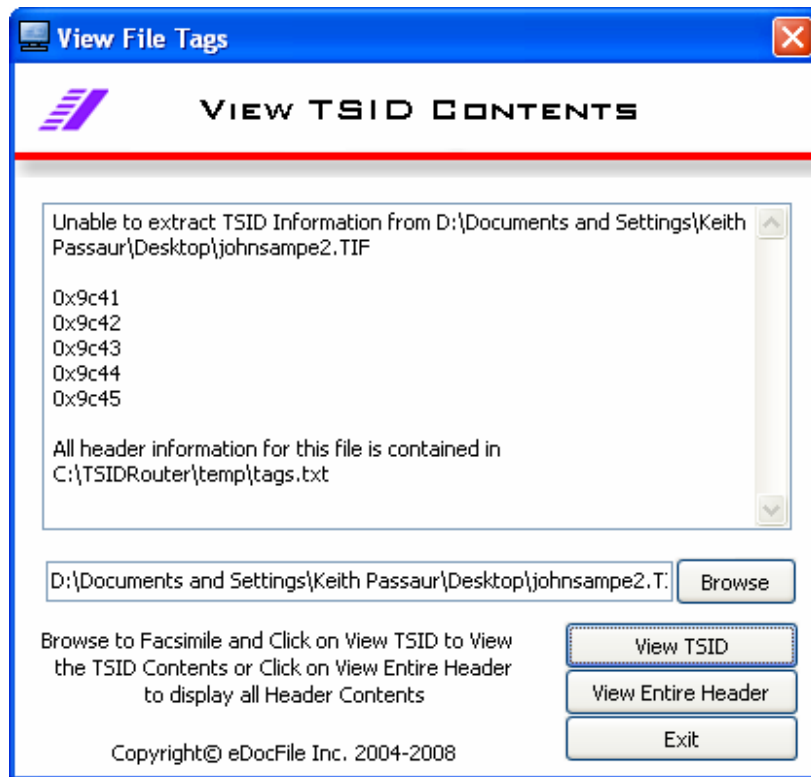 View File Tags
VIEW TSID CONTENTS
Unable to extract TSID Information from D:\Documents and Settings\Keith
Passaur\Desktop\johnsampe2.TIF
0x9c41
0x9c42
0x9c43
0x9c44
0x9c45
All header information for this file is contained in
C:\TSIDRouter\temp\tags.txt
D:\Documents and Settings\Keith Passaur\Desktop\johnsampe2.T
Browse
Browse to Facsimile and Click on View TSID to View
the TSID Contents or Click on View Entire Header
to display all Header Contents
View TSID
View Entire Header
Exit
Copyright© eDocFile Inc. 2004-2008